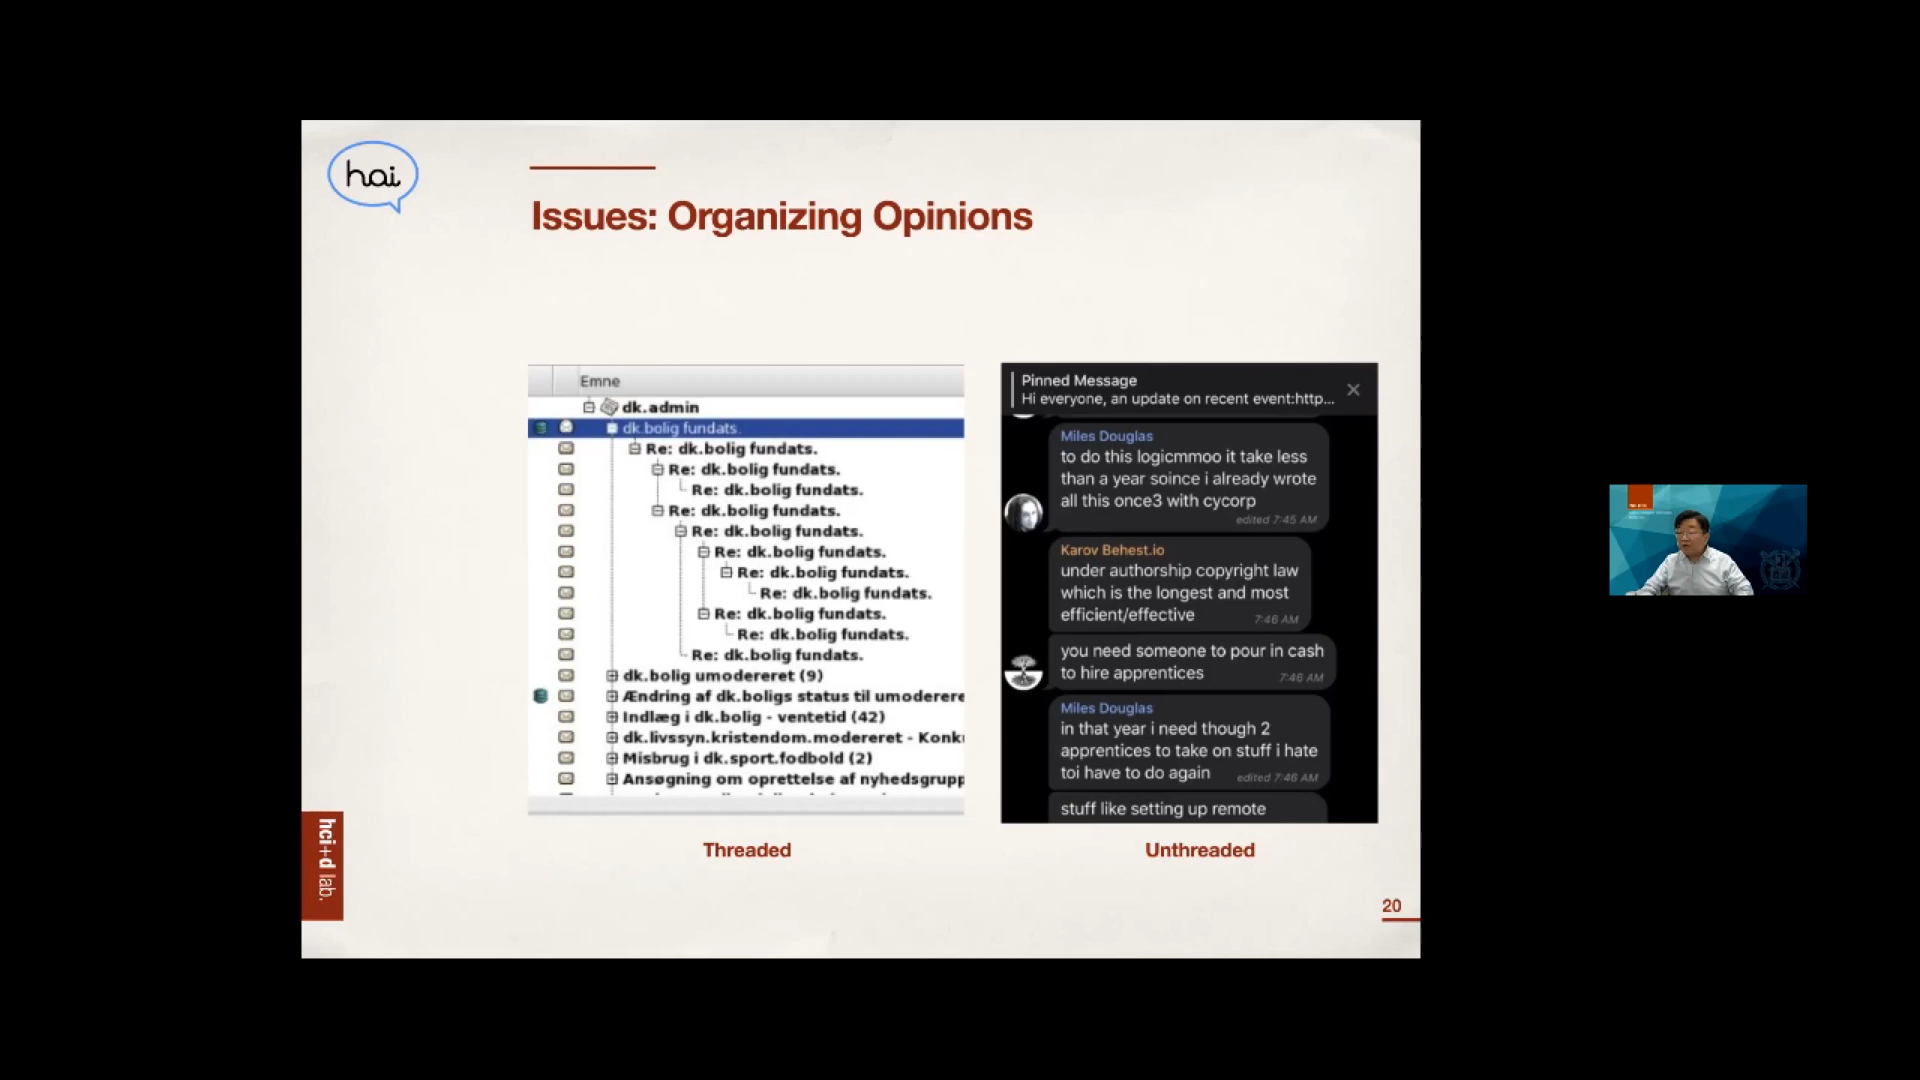 hai
Issues: Organizing Opinions
Emne
dk.admin
dk.bolig fundats.
Re: dk.bolig fundats.
Re: dk.bolig fundats.
Re: dk.bolig fundats.
Re: dk.bolig fundats.
Re: dk.bolig fundats.
Re: dk.bolig fundats.
Re: dk.bolig fundats.
Re: dk.bolig fundats.
Re: dk.bolig fundats.
Re: dk.bolig fundats.
Re: dk.bolig fundats.
dk.bolig umodereret (9)
Ændring af dk.boligs status til umoderere
Indlæg i dk.bolig - ventetid (42)
dk.livssyn.kristendom.modereret - Konk
Misbrug i dk.sport.fodbold (2)
Ansøgning om oprettelse af nyhedsgrupp
Threaded
Pinned Message
Hi everyone, an update on recent event:http...
Miles Douglas
to do this logicmmoo it take less
than a year soince i already wrote
all this once3 with cycorp
edited 7:45 AM
Karov Behest.io
under authorship copyright law
which is the longest and most
efficient/effective
7:46 AM
you need someone to pour in cash
to hire apprentices
7:46 AM
Miles Douglas
in that year i need though 2
apprentices to take on stuff i hate
toi have to do again
edited 7:46 AM
stuff like setting up remote
Unthreaded
hci+d lab.
20